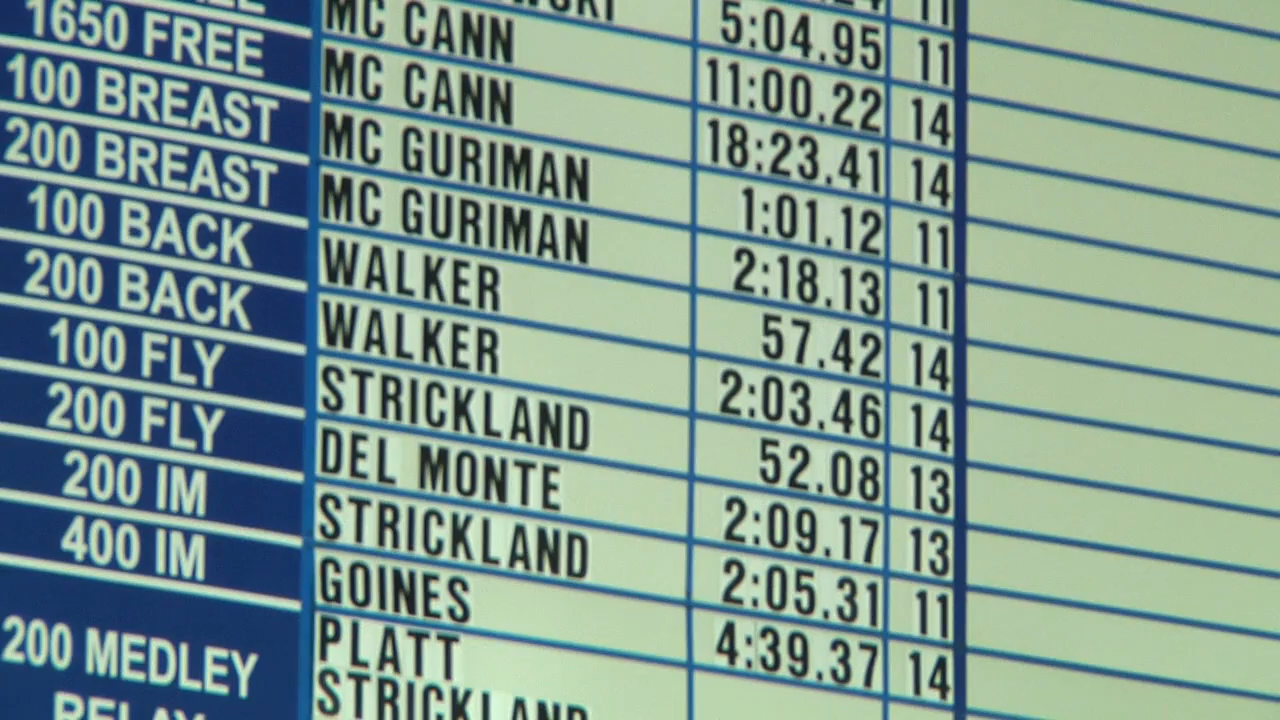 5:04.95 11
MC CANN 11:00.22 14
1650 FREE MC CANN 18:23.41 14
100 BREAST MC GURIMAN 1:01.12 11
200 BREAST MC GURIMAN 2:18.13 11
100 BACK WALKER 57.42 14
200 BACK WALKER 2:03.46 14
100 FLY STRICKLAND 52.08 13
200 FLY DEL MONTE 2:09.17 13
200 IM STRICKLAND 2:05.31 11
400 IM GOINES 4:39.37 14
200 MEDLEY PLATT
RELAY STRICKLAND